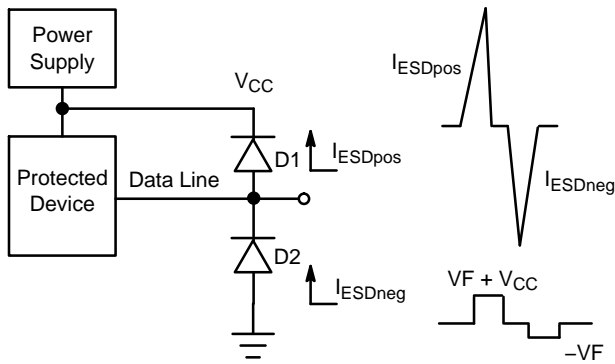 Power
Supply
V_CC
Protected
Device
Data Line
D1
I_ESDpos
D2
I_ESDneg
I_ESDpos
I_ESDneg
VF + V_CC
−VF